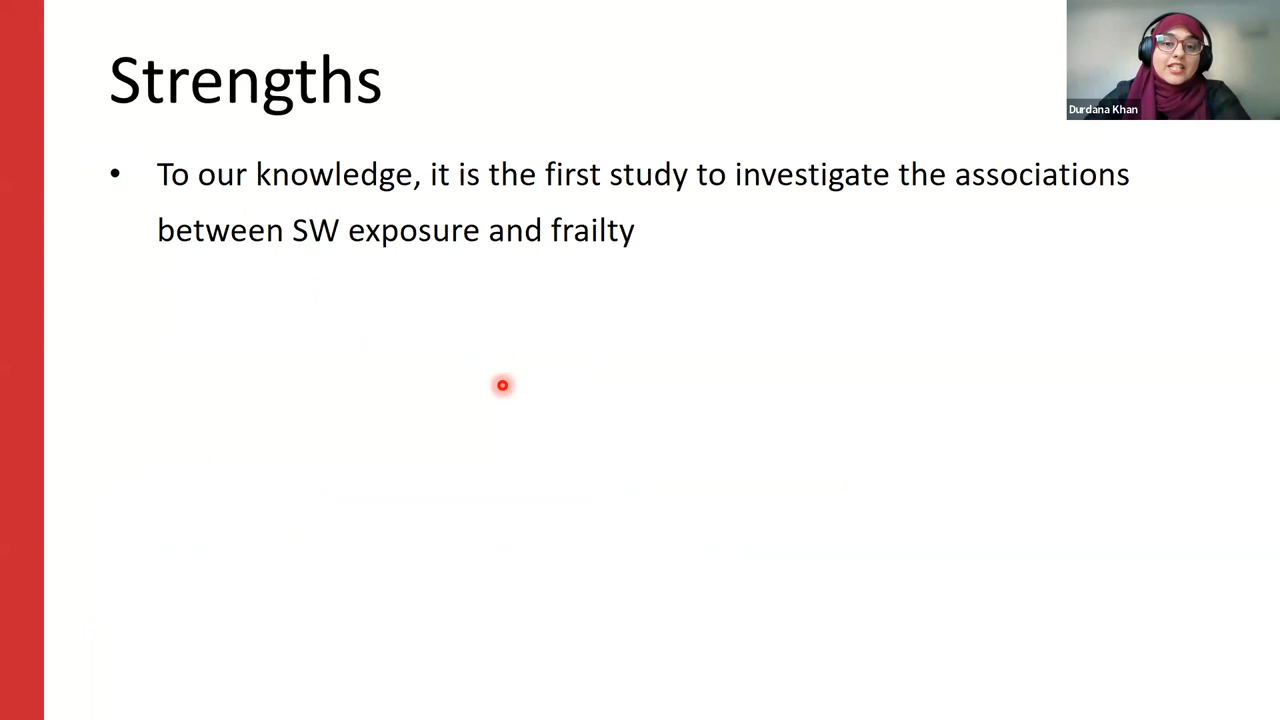 Strengths
Durdana Khan
• To our knowledge, it is the first study to investigate the associations
between SW exposure and frailty